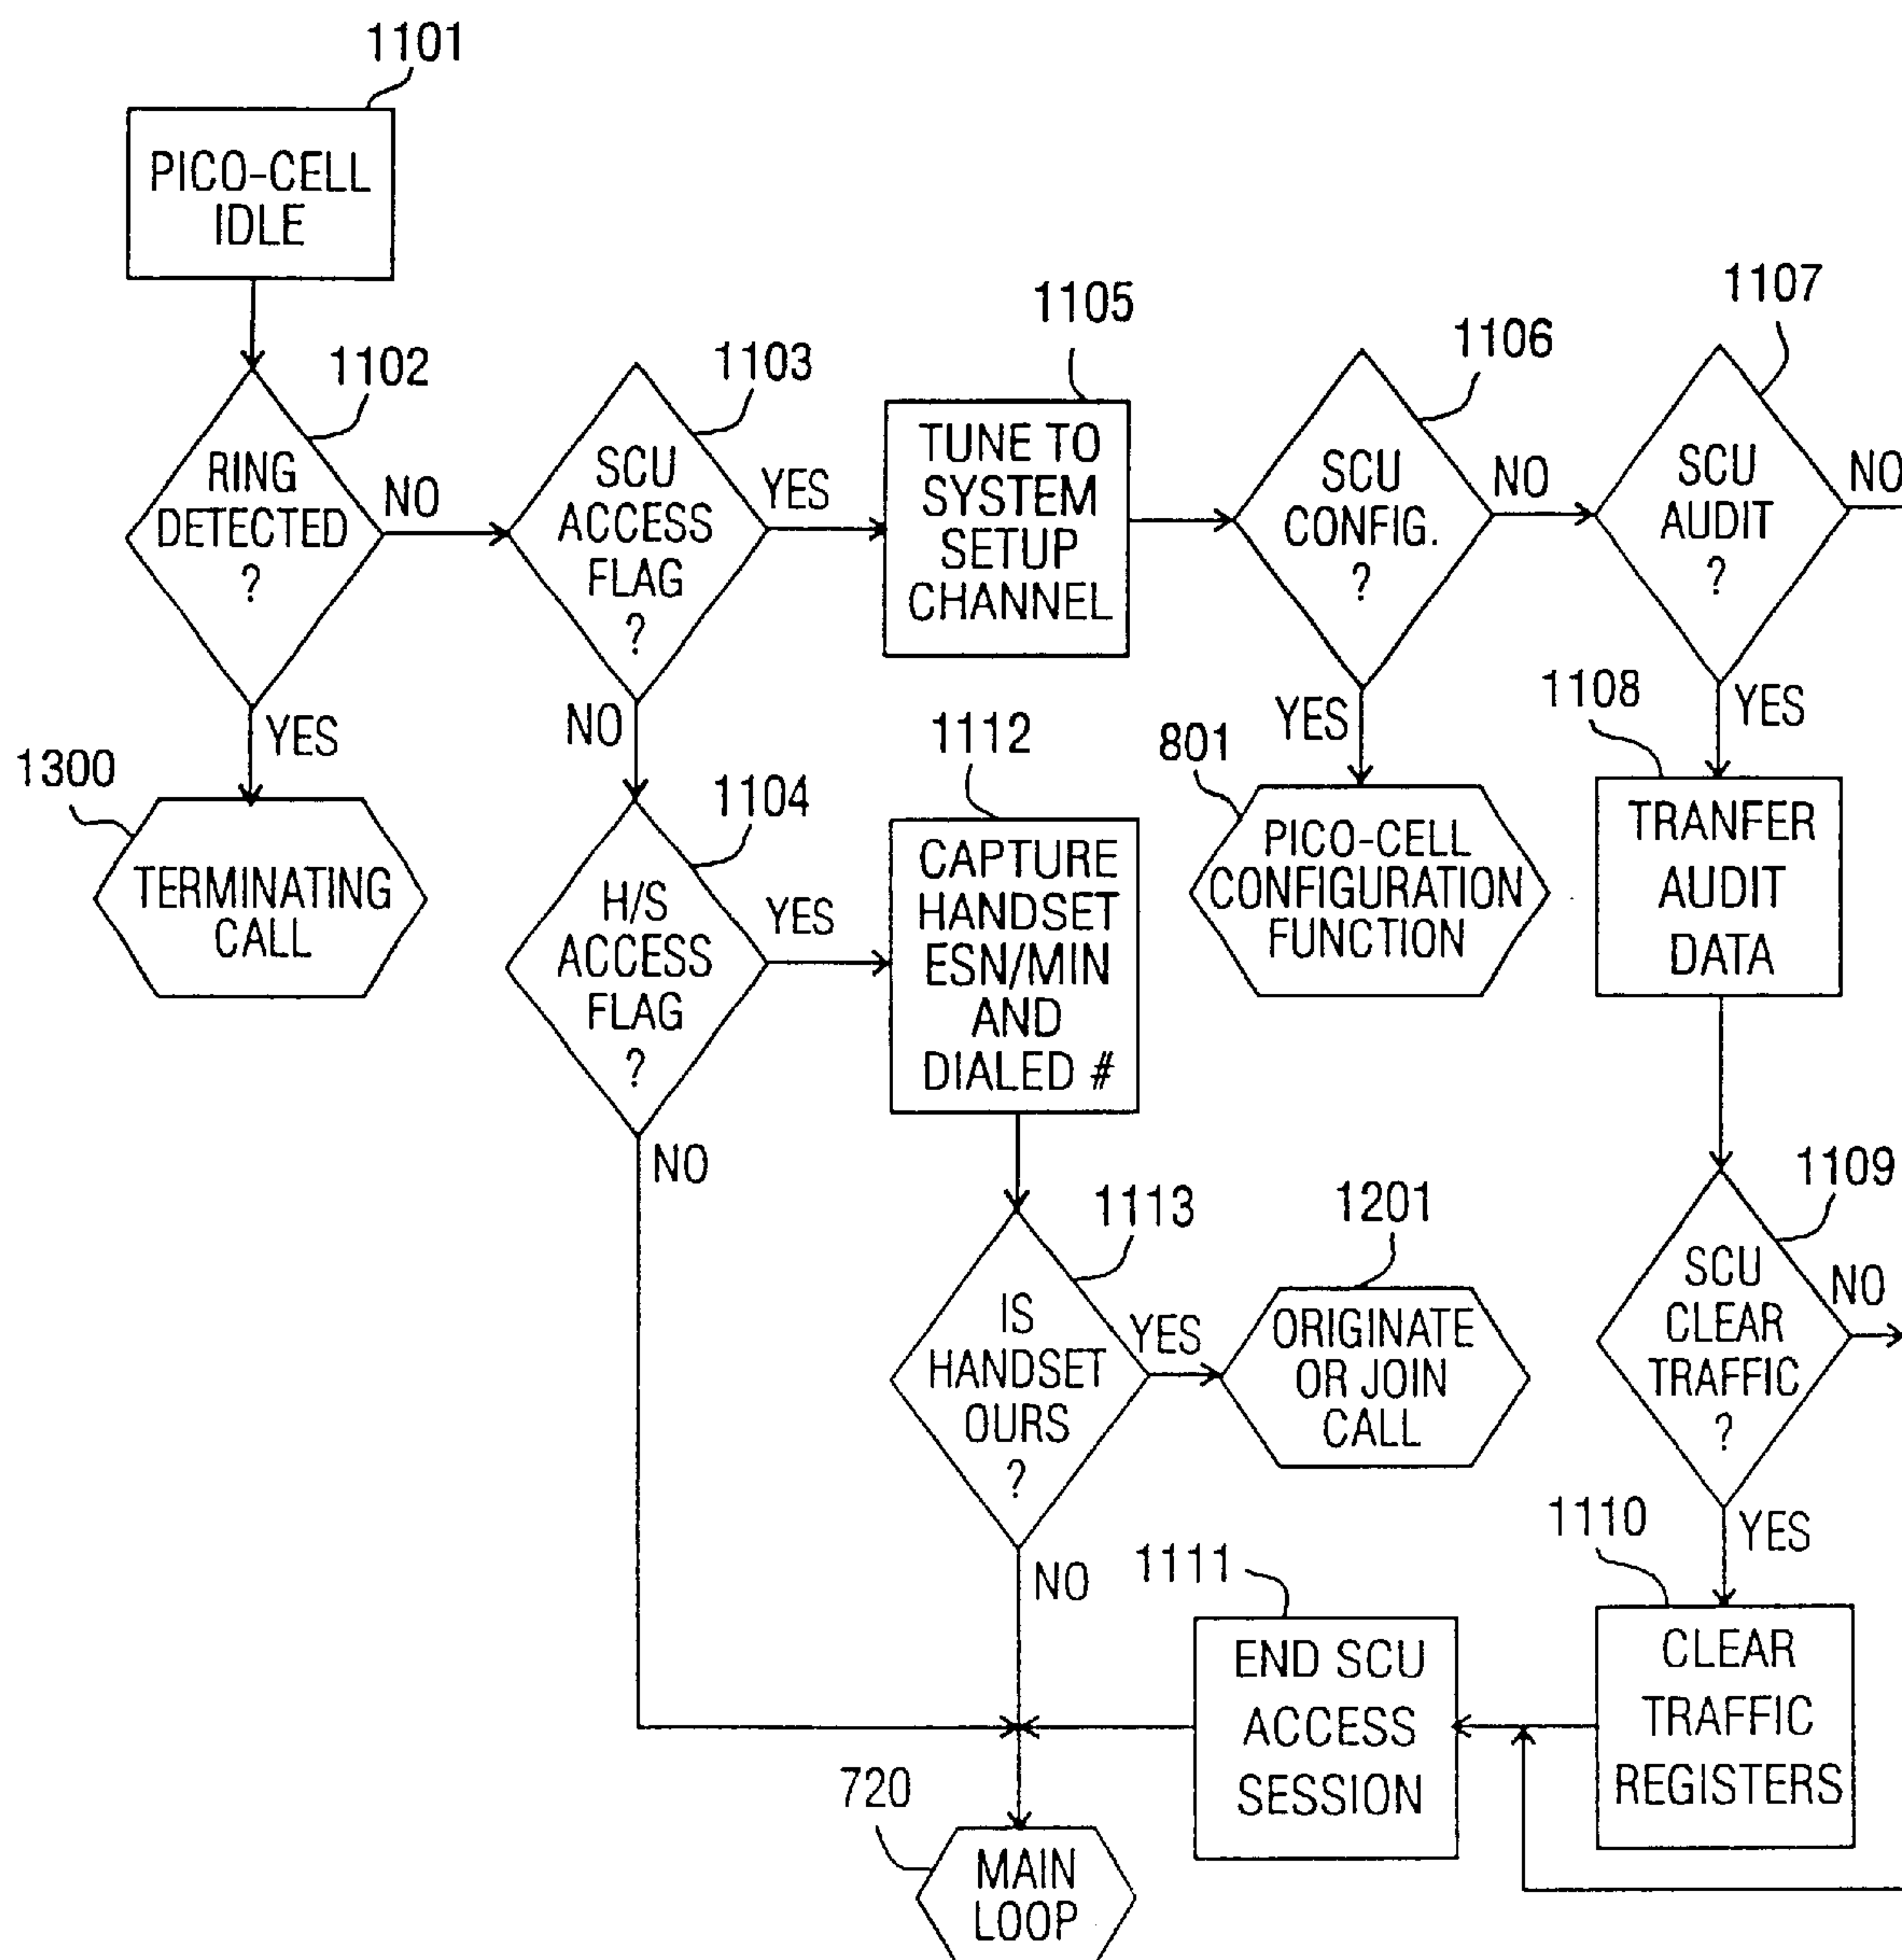 1101
PICO-CELL
IDLE
1102
RING
DETECTED
?
NO
YES
1300
TERMINATING
CALL
1103
SCU
ACCESS
FLAG
?
YES
NO
1104
H/S
ACCESS
FLAG
?
YES
NO
1105
TUNE TO
SYSTEM
SETUP
CHANNEL
1106
SCU
CONFIG.
?
NO
YES
801
PICO-CELL
CONFIGURATION
FUNCTION
1107
SCU
AUDIT
?
NO
YES
1108
TRANFER
AUDIT
DATA
1109
SCU
CLEAR
TRAFFIC
?
NO
YES
1110
CLEAR
TRAFFIC
REGISTERS
1111
END SCU
ACCESS
SESSION
1112
CAPTURE
HANDSET
ESN/MIN
AND
DIALED #
1113
IS
HANDSET
OURS
?
YES
NO
1201
ORIGINATE
OR JOIN
CALL
720
MAIN
LOOP